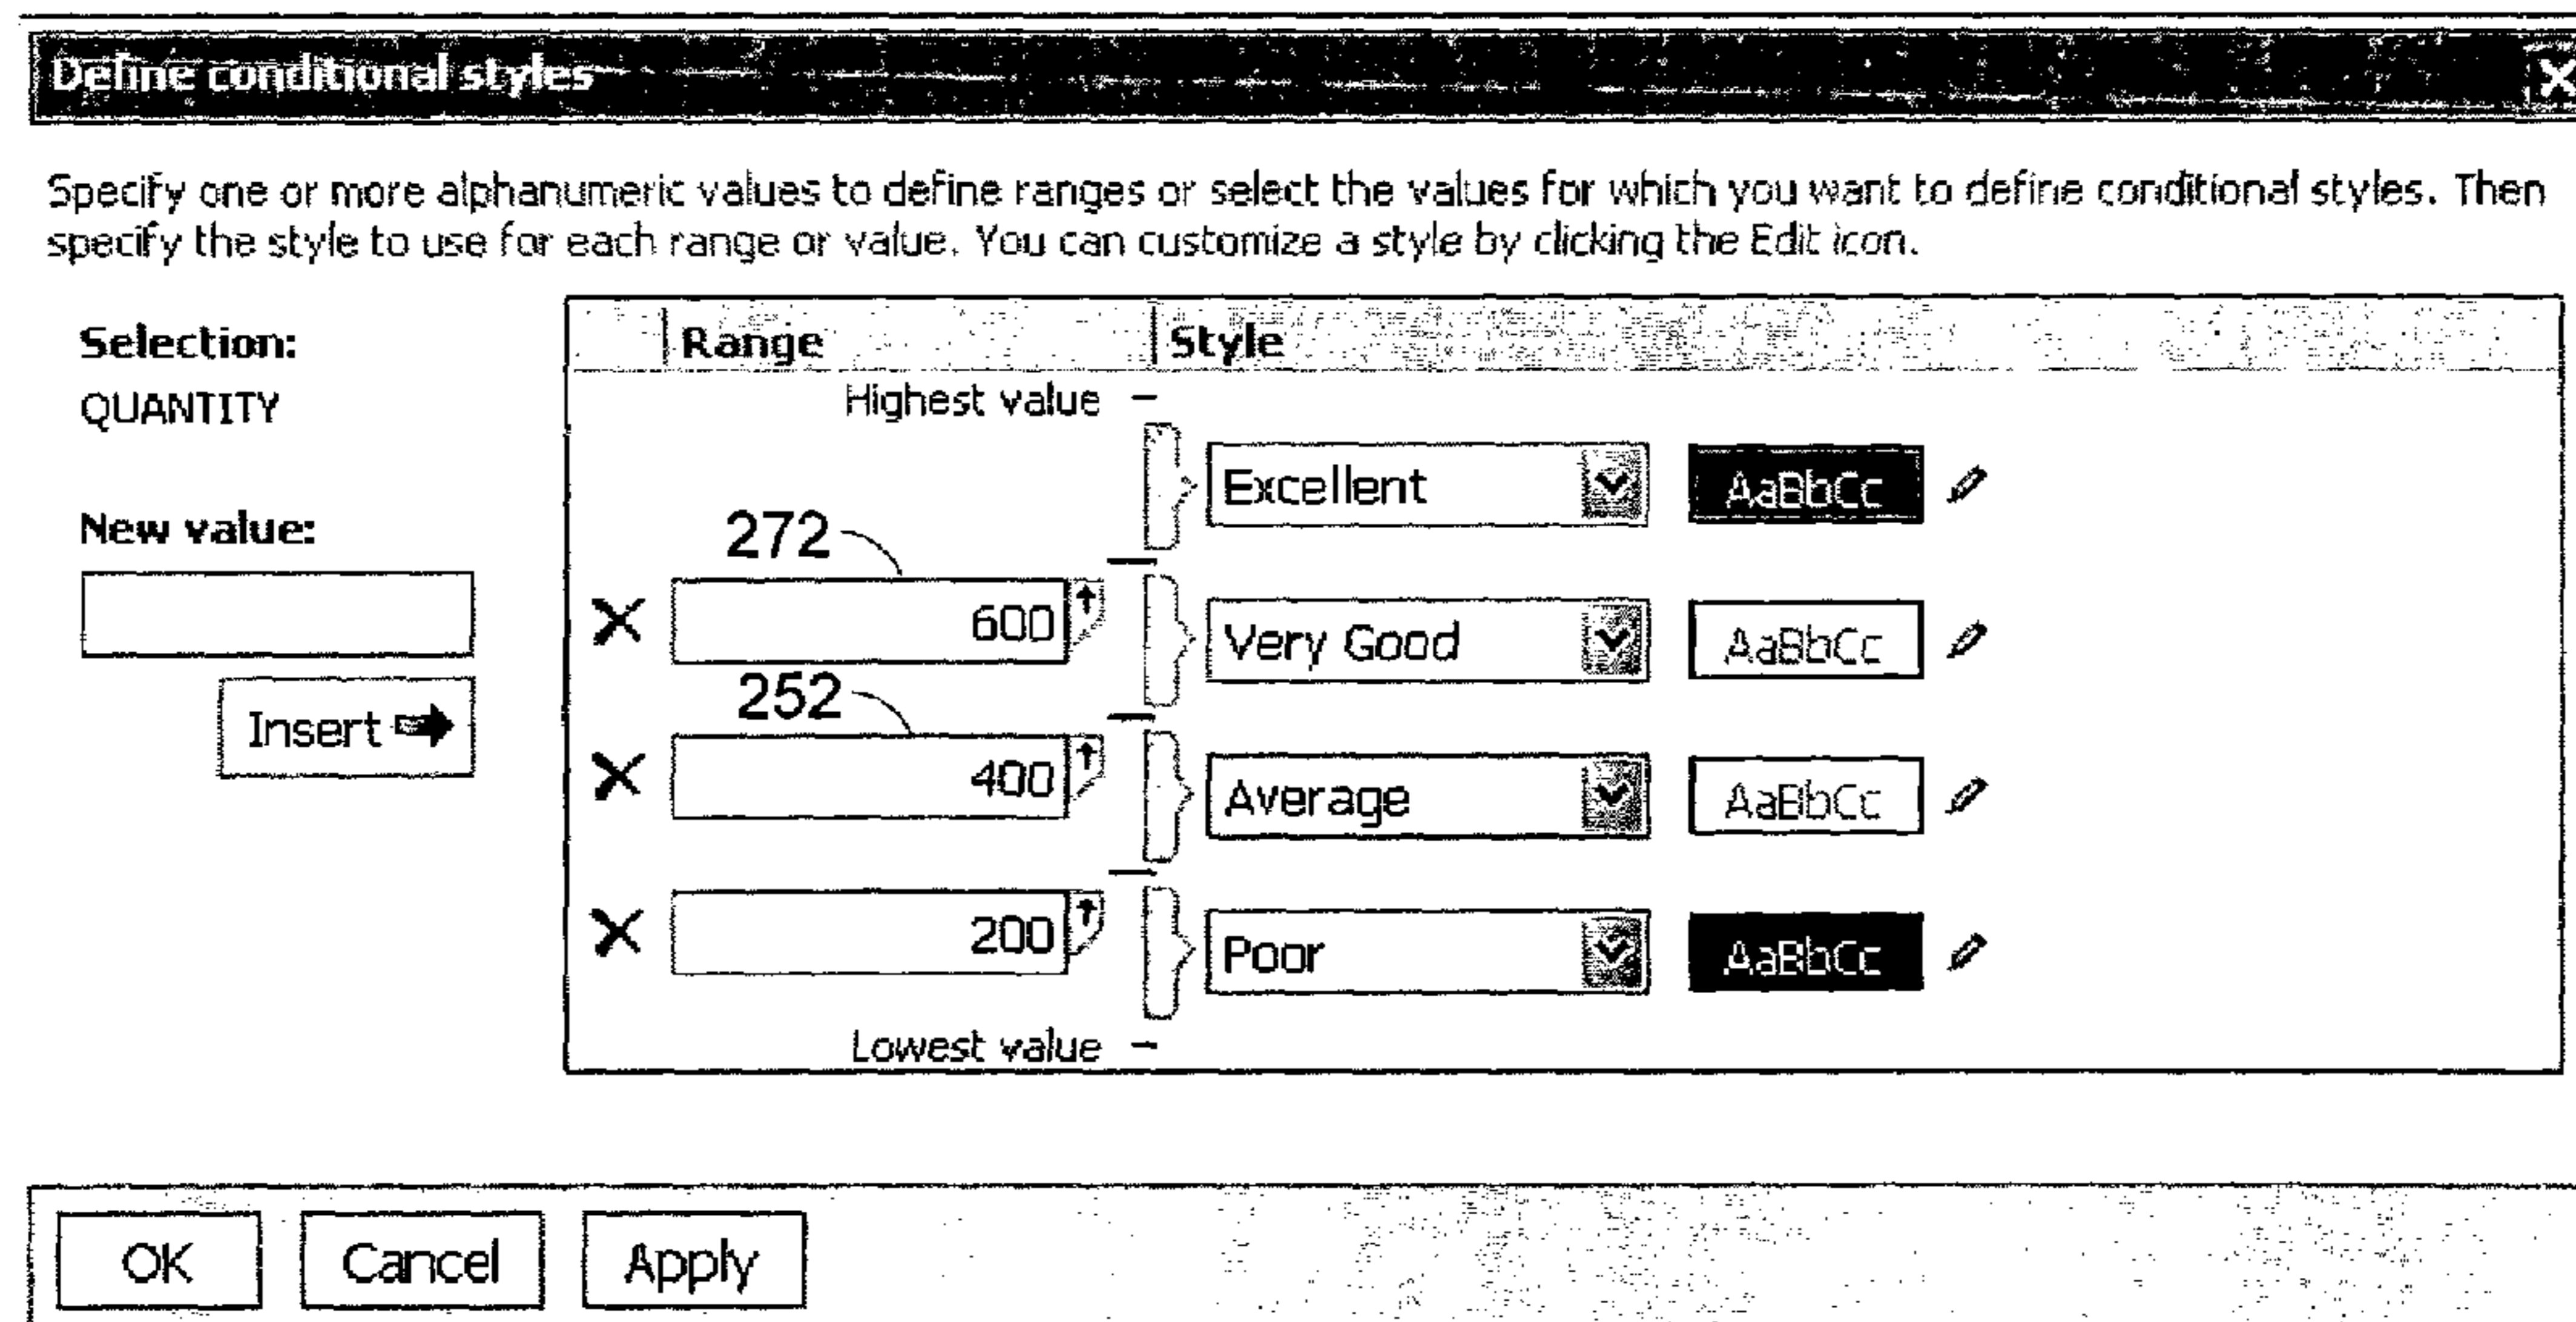 Define conditional styles
Specify one or more alphanumeric values to define ranges or select the values for which you want to define conditional styles. Then
specify the style to use for each range or value. You can customize a style by clicking the Edit icon.
Selection:
QUANTITY
New value:
Insert
Range
Style
Highest value
Excellent
AaBbCc
272
600
Very Good
AaBbCc
252
400
Average
AaBbCc
200
Poor
AaBbCc
Lowest value
OK
Cancel
Apply